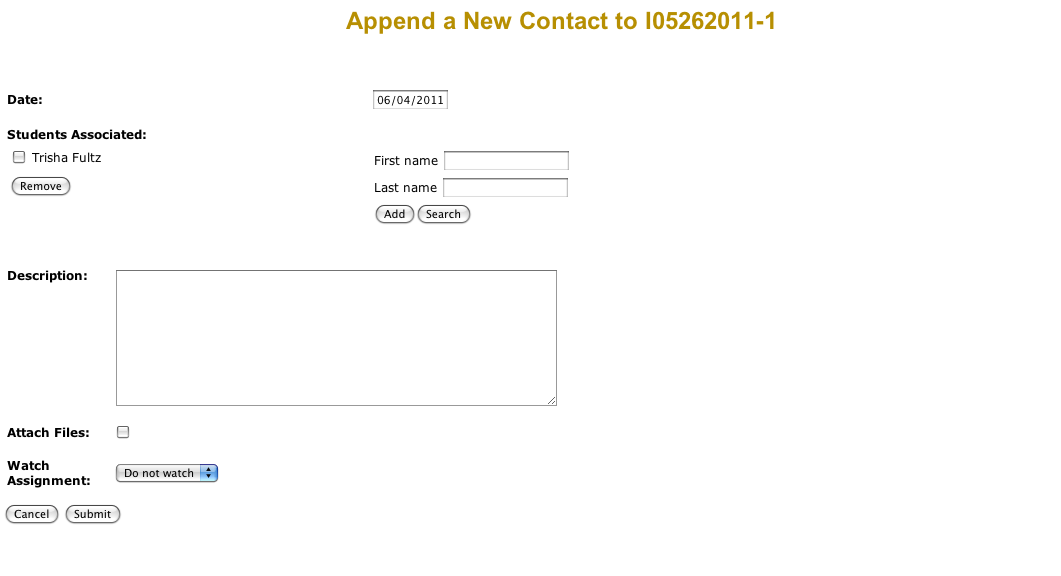 Append a New Contact to I05262011-1
Date:
06/04/2011
Students Associated:
Trisha Fultz
Remove
First name
Last name
Add Search
Description:
Attach Files:
Watch
Assignment:
Do not watch
Cancel Submit